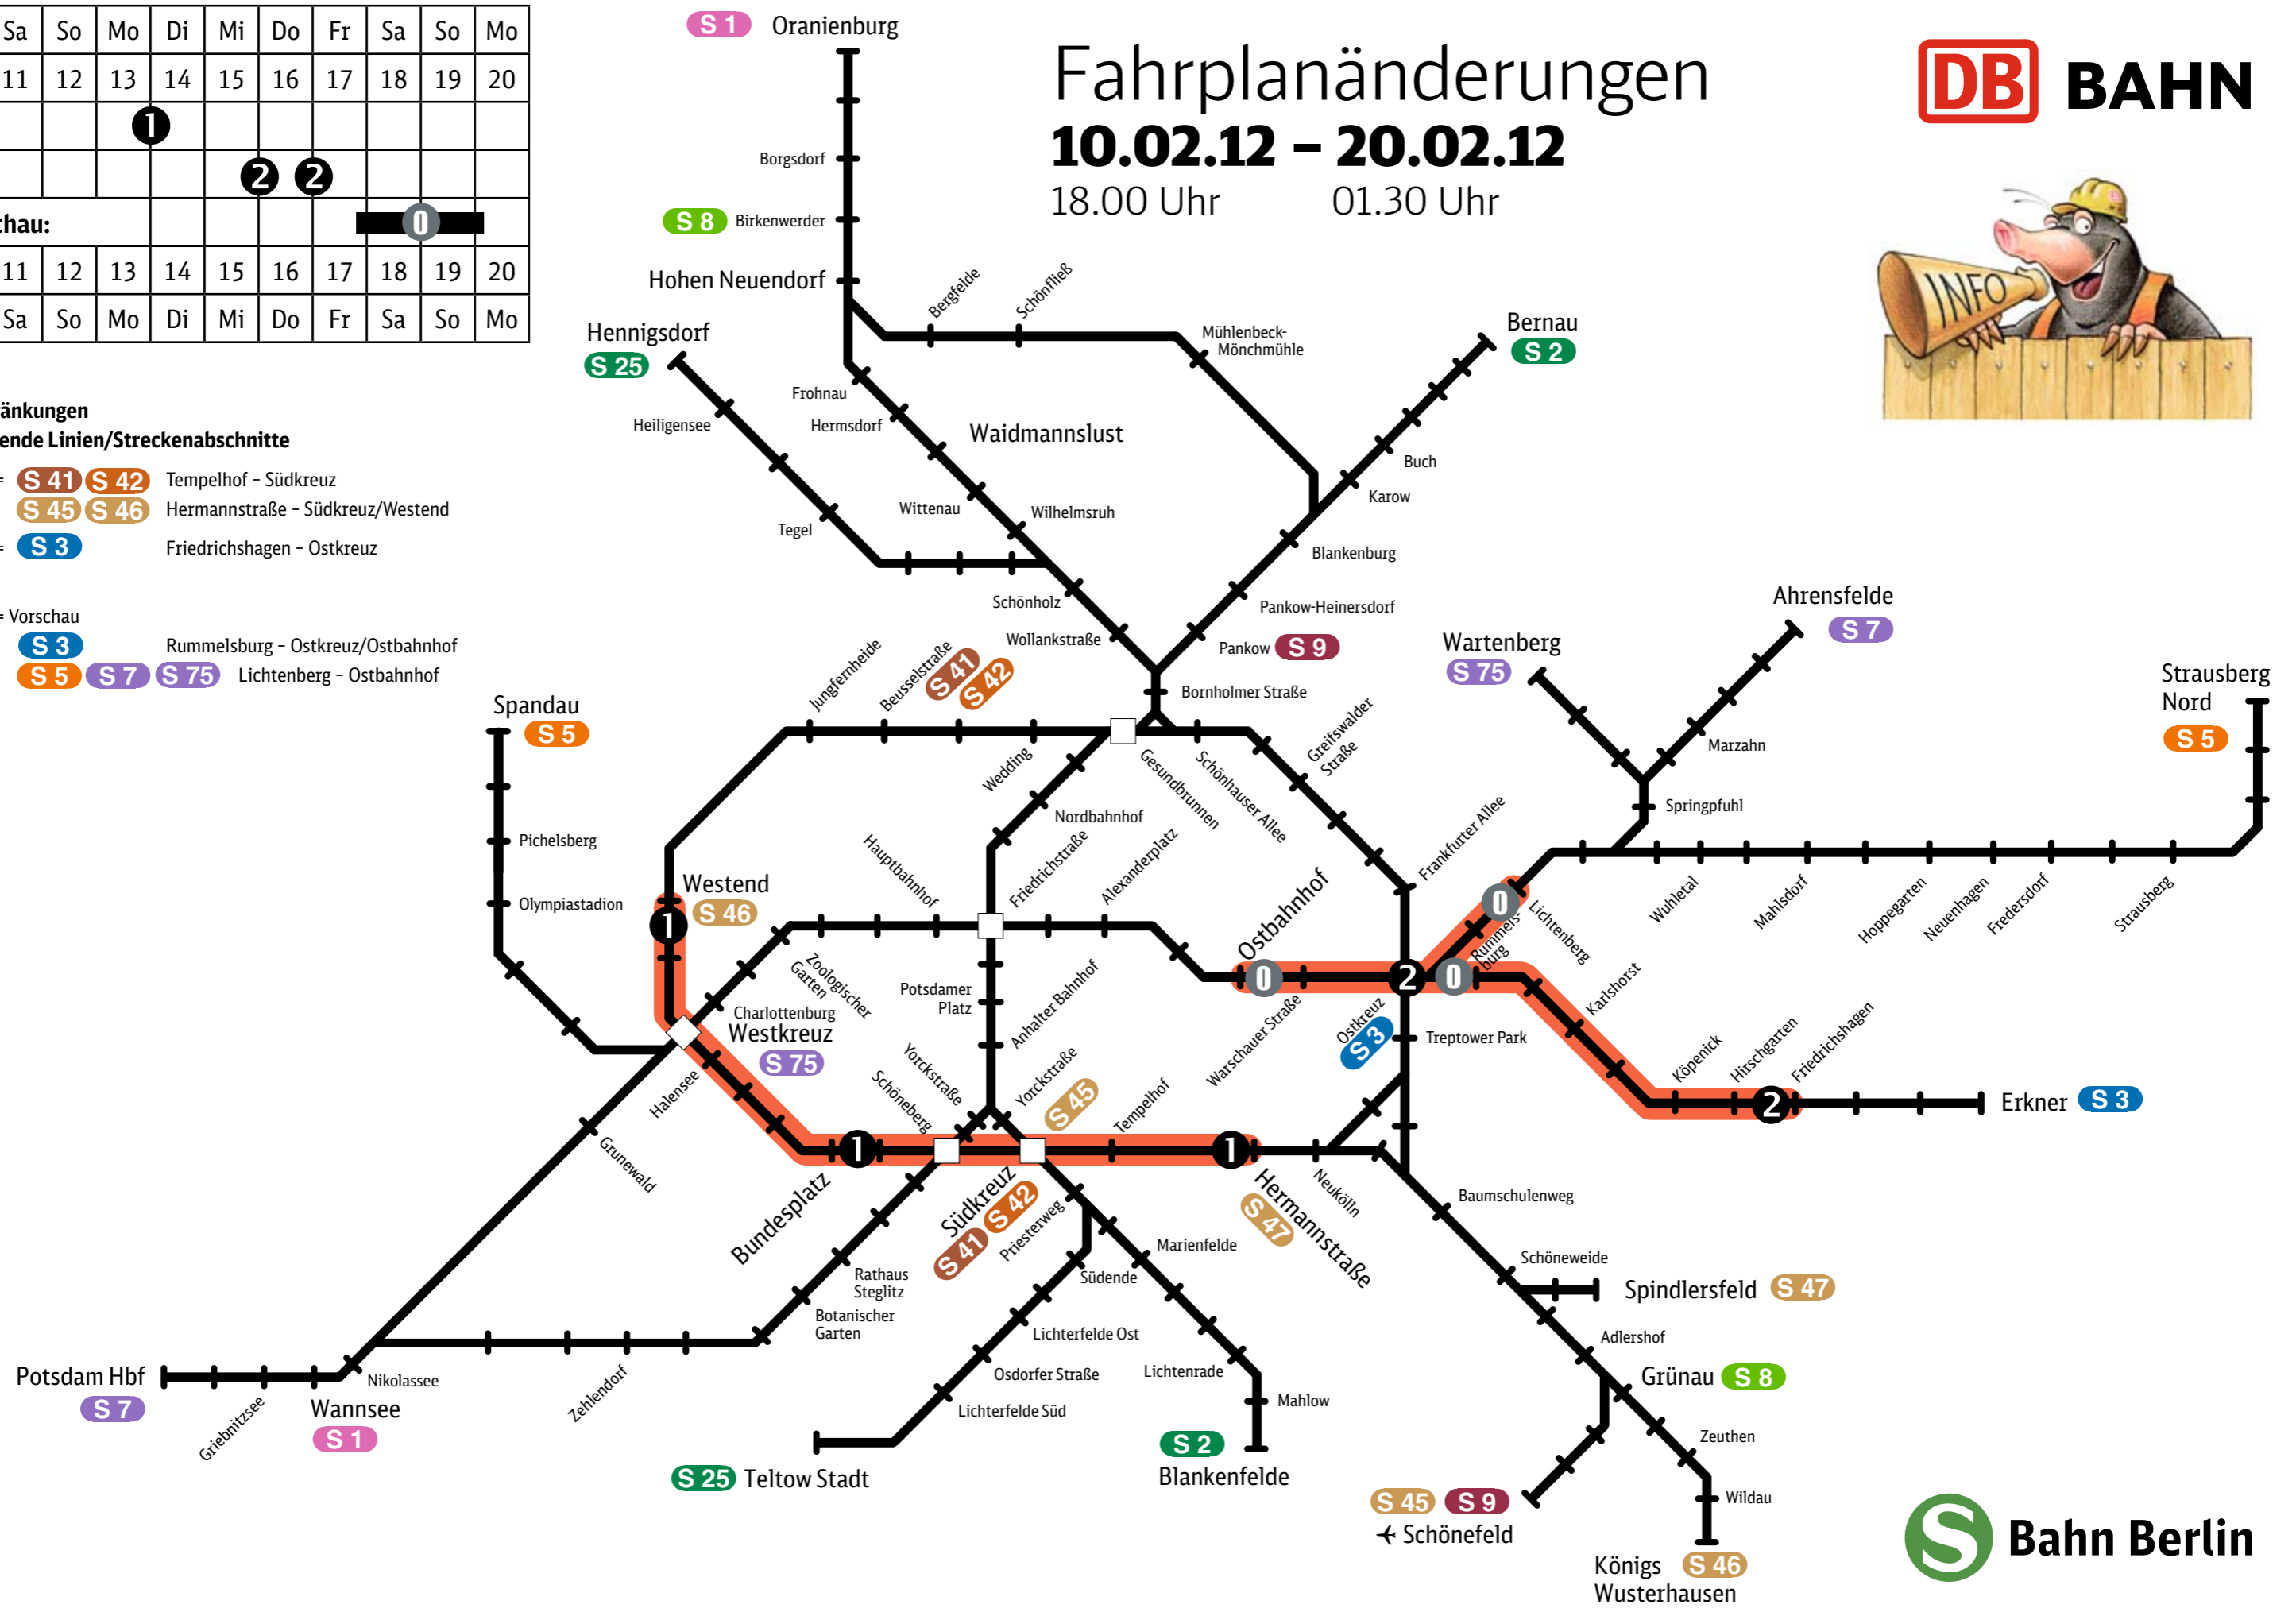 Sa So Mo Di Mi Do Fr Sa So Mo
11 12 13 14 15 16 17 18 19 20
1
2 2
chau:
0
11 12 13 14 15 16 17 18 19 20
Sa So Mo Di Mi Do Fr Sa So Mo
änkungen
ende Linien/Streckenabschnitte
= S 41 S 42 Tempelhof – Südkreuz
S 45 S 46 Hermannstraße – Südkreuz/Westend
= S 3 Friedrichshagen – Ostkreuz
= Vorschau
S 3 Rummelsburg – Ostkreuz/Ostbahnhof
S 5 S 7 S 75 Lichtenberg – Ostbahnhof
Fahrplanänderungen
10.02.12 – 20.02.12
18.00 Uhr 01.30 Uhr
DB BAHN
INFO
S 1 Oranienburg
Borgsdorf
S 8 Birkenwerder
Hohen Neuendorf
Bergfelde
Schönfließ
Mühlenbeck-
Mönchmühle
Bernau
S 2
Hennigsdorf
S 25
Heiligensee
Tegel
Frohnau
Hermsdorf
Waidmannslust
Wittenau
Wilhelmsruh
Schönholz
Wollankstraße
Buch
Karow
Blankenburg
Pankow-Heinersdorf
Pankow S 9
Bornholmer Straße
Ahrensfelde
S 7
Wartenberg
S 75
Marzahn
Springpfuhl
Strausberg
Nord
S 5
Spandau
S 5
Pichelsberg
Olympiastadion
Jungfernheide
Beusselstraße
S 41
S 42
Wedding
Gesundbrunnen
Schönhauser Allee
Greifswalder
Straße
Nordbahnhof
Hauptbahnhof
Friedrichstraße
Alexanderplatz
Frankfurter Allee
Westend
S 46
1
Ostbahnhof
0
2
0
0
Rummels-
burg
Lichtenberg
Wuhletal
Mahlsdorf
Hoppegarten
Neuenhagen
Fredersdorf
Strausberg
Zoologischer
Garten
Charlottenburg
Westkreuz
S 75
Potsdamer
Platz
Anhalter Bahnhof
Warschauer Straße
Ostkreuz
S 3
Treptower Park
Karlshorst
Köpenick
Hirschgarten
Friedrichshagen
2
Erkner S 3
Halensee
Grunewald
Yorckstraße
Schöneberg
Yorckstraße
S 45
Tempelhof
1
1
Bundesplatz
Südkreuz
S 41
S 42
Priesterweg
Hermannstraße
S 47
Neukölln
Baumschulenweg
Schöneweide
Spindlersfeld S 47
Adlershof
Grünau S 8
Zeuthen
Wildau
Königs
Wusterhausen
S 46
S 45 S 9
Schönefeld
Rathaus
Steglitz
Botanischer
Garten
Südende
Marienfelde
Lichterfelde Ost
Osdorfer Straße
Lichterfelde Süd
Lichtenrade
Mahlow
S 2
Blankenfelde
S 25 Teltow Stadt
Potsdam Hbf
S 7
Griebnitzsee
Wannsee
S 1
Nikolassee
Zehlendorf
S Bahn Berlin